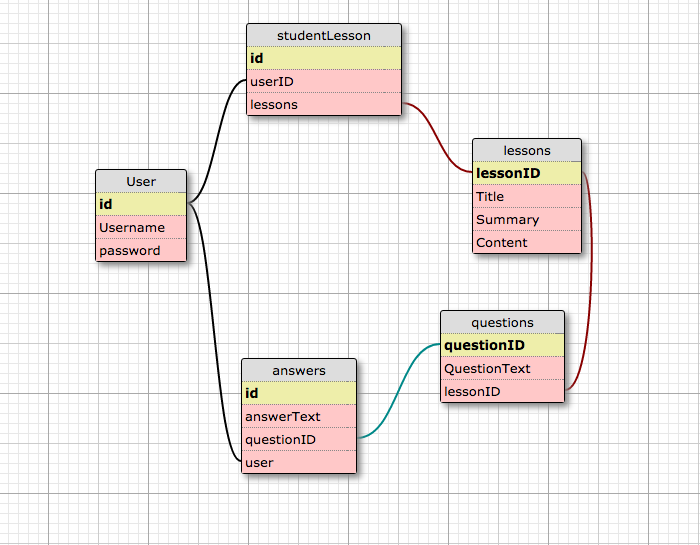 studentLesson
id
userID
lessons
lessons
lessonID
Title
Summary
Content
User
id
Username
password
questions
questionID
QuestionText
lessonID
answers
id
answerText
questionID
user